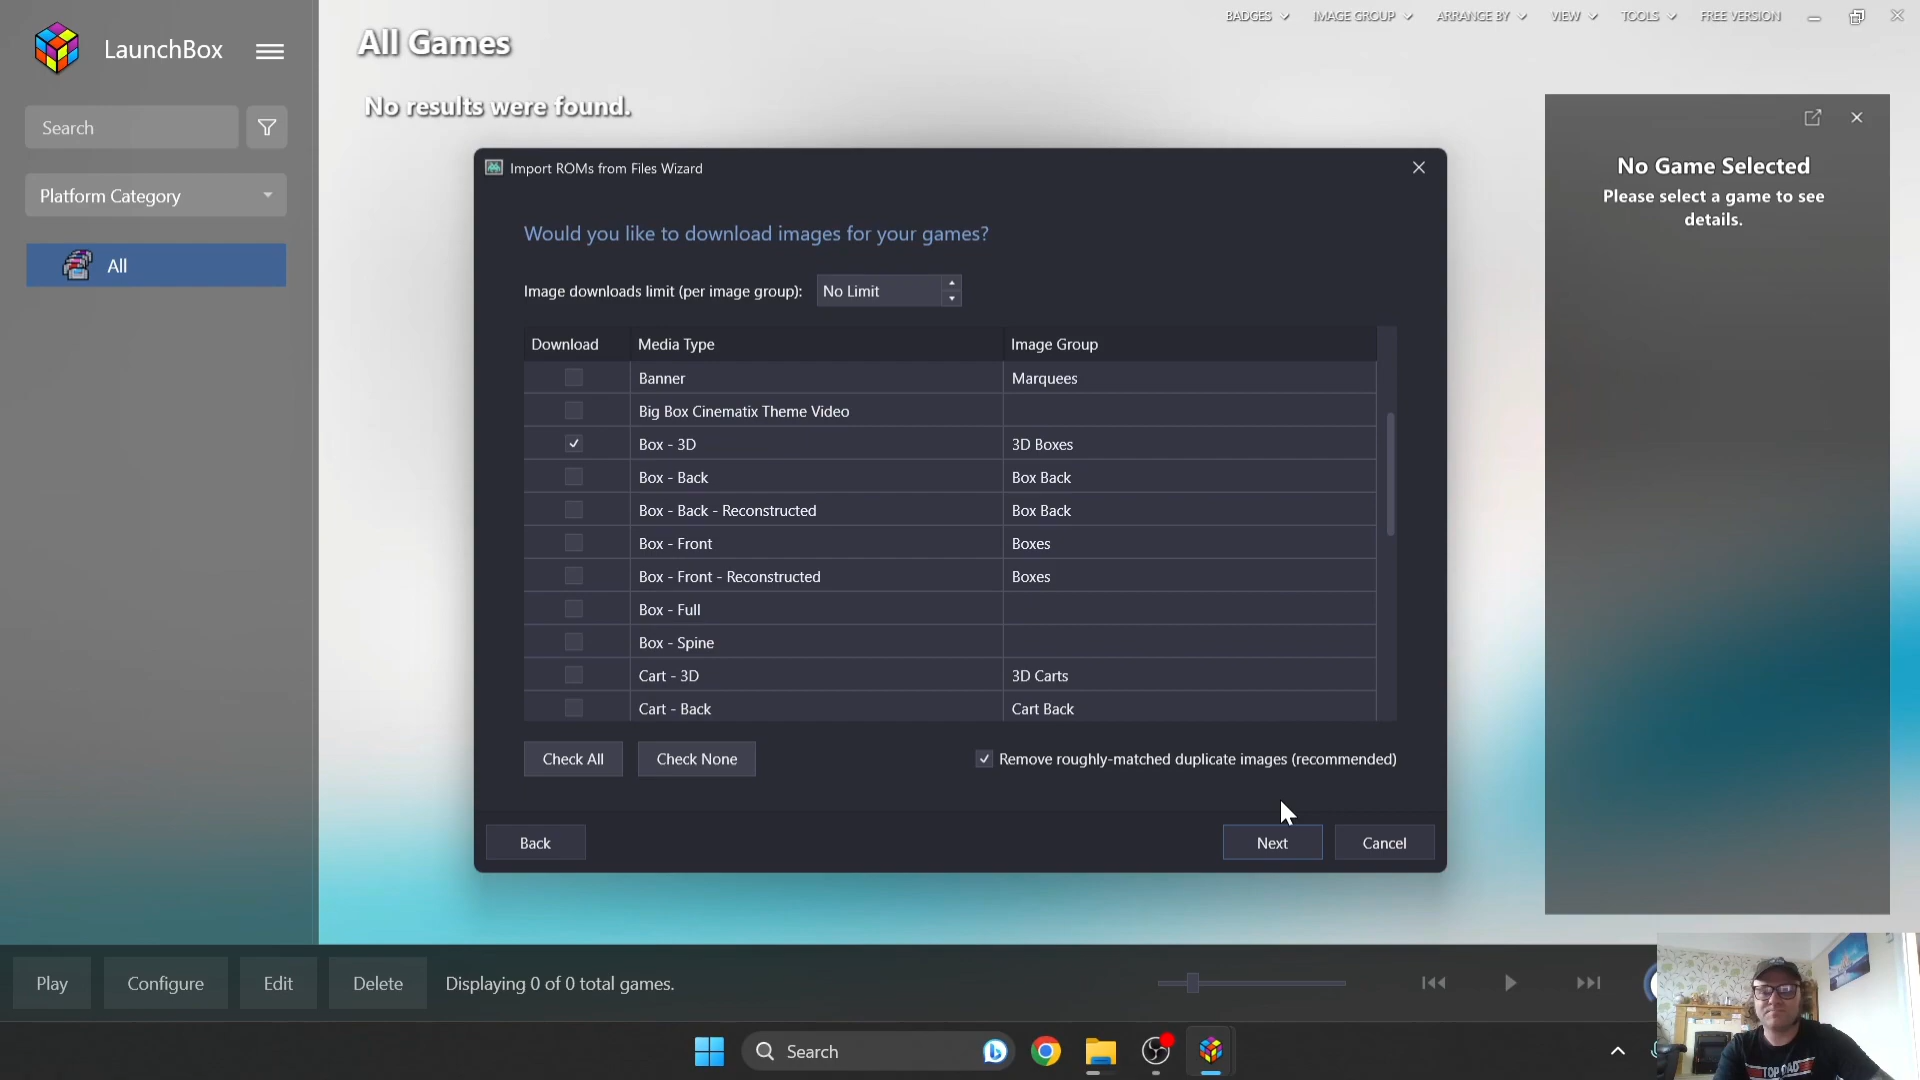 LaunchBox
All Games
BADGES
IMAGE GROUP
ARRANGE BY
VIEW
TOOLS
FREE VERSION
No results were found.
Search
Platform Category
All
No Game Selected
Please select a game to see
details.
Import ROMs from Files Wizard
Would you like to download images for your games?
Image downloads limit (per image group): No Limit
Download Media Type Image Group
Banner Marquees
Big Box Cinematix Theme Video
Box - 3D 3D Boxes
Box - Back Box Back
Box - Back - Reconstructed Box Back
Box - Front Boxes
Box - Front - Reconstructed Boxes
Box - Full
Box - Spine
Cart - 3D 3D Carts
Cart - Back Cart Back
Check All Check None Remove roughly-matched duplicate images (recommended)
Back Next Cancel
Play Configure Edit Delete Displaying 0 of 0 total games.
Search